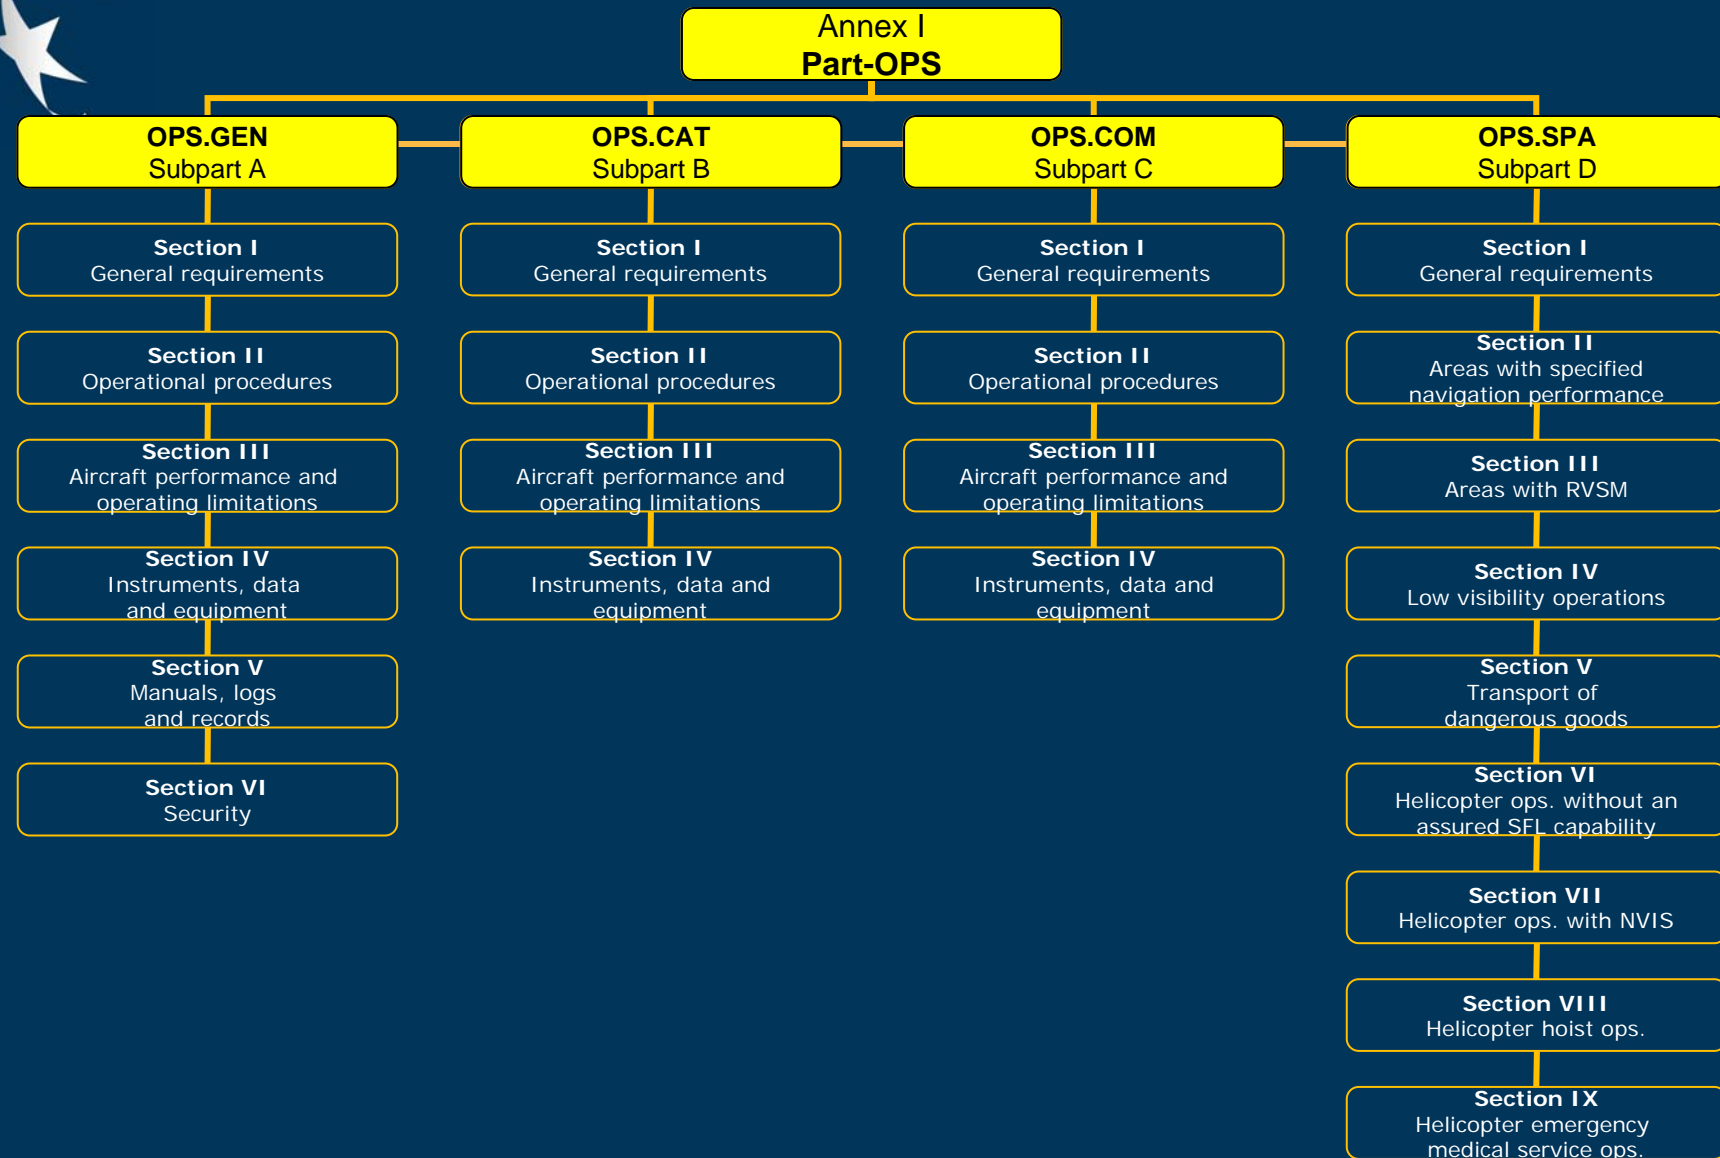 Annex I
Part-OPS
OPS.GEN
Subpart A
Section I
General requirements
Section II
Operational procedures
Section III
Aircraft performance and
operating limitations
Section IV
Instruments, data
and equipment
Section V
Manuals, logs
and records
Section VI
Security
OPS.CAT
Subpart B
Section I
General requirements
Section II
Operational procedures
Section III
Aircraft performance and
operating limitations
Section IV
Instruments, data and
equipment
OPS.COM
Subpart C
Section I
General requirements
Section II
Operational procedures
Section III
Aircraft performance and
operating limitations
Section IV
Instruments, data and
equipment
OPS.SPA
Subpart D
Section I
General requirements
Section II
Areas with specified
navigation performance
Section III
Areas with RVSM
Section IV
Low visibility operations
Section V
Transport of
dangerous goods
Section VI
Helicopter ops. without an
assured SFL capability
Section VII
Helicopter ops. with NVIS
Section VIII
Helicopter hoist ops.
Section IX
Helicopter emergency
medical service ops.